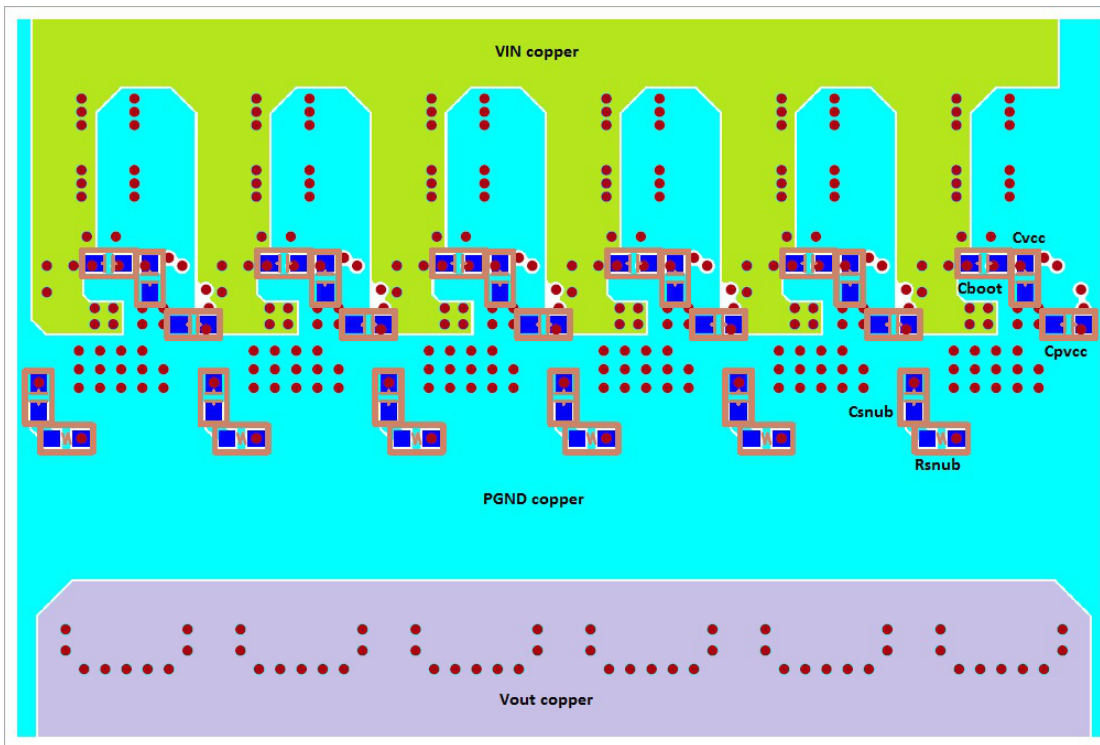 VIN copper
Cvcc
Cboot
Cpvcc
Csnub
Rsnub
PGND copper
Vout copper